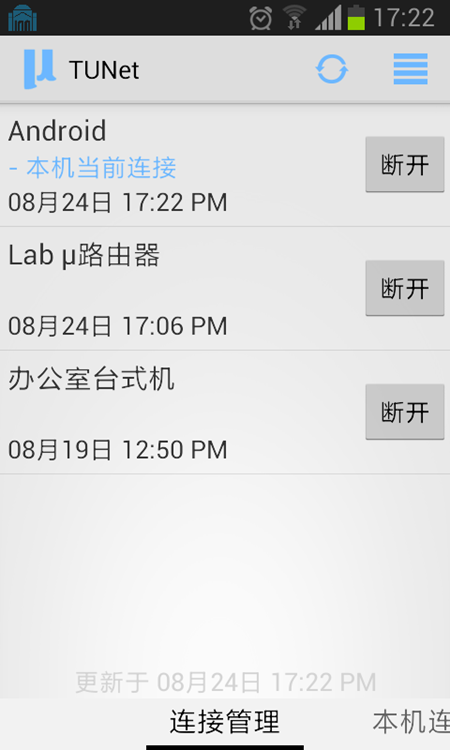 17:22
μ TUNet
Android
- 本机当前连接
08月24日 17:22 PM
断开
Lab μ路由器
08月24日 17:06 PM
断开
办公室台式机
08月19日 12:50 PM
断开
更新于 08月24日 17:22 PM
连接管理
本机连